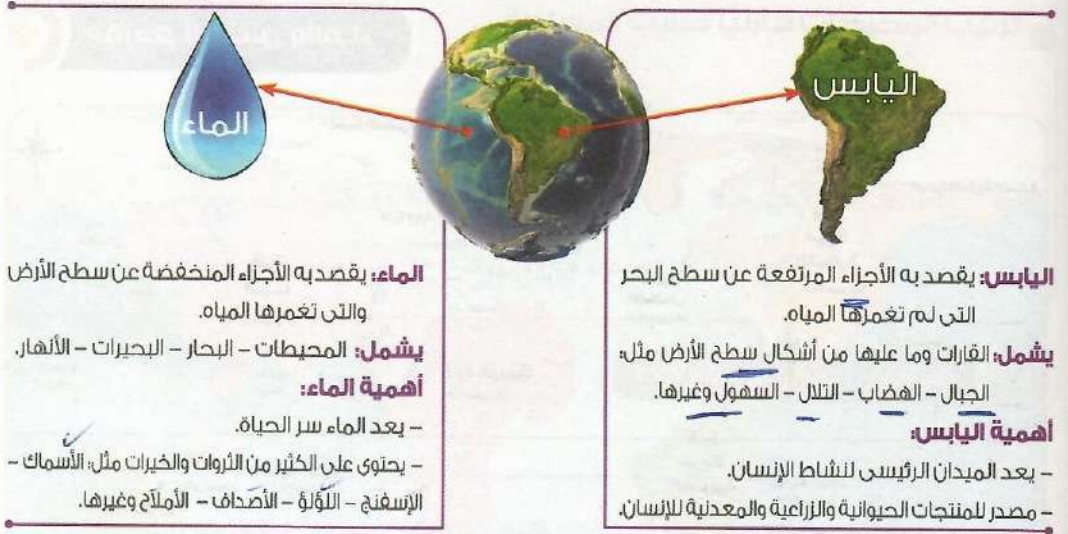 اليابس
الماء
اليابس: يقصد به الأجزاء المرتفعة عن سطح البحر
التى لم تغمرها المياه.
يشمل: القارات وما عليها من أشكال سطح الأرض مثل:
الجبال – الهضاب – التلال – السهول وغيرها.
أهمية اليابس:
– يعد الميدان الرئيسى لنشاط الإنسان.
– مصدر للمنتجات الحيوانية والزراعية والمعدنية للإنسان.
الماء: يقصد به الأجزاء المنخفضة عن سطح الأرض
والتى تغمرها المياه.
يشمل: المحيطات – البحار – البحيرات – الأنهار.
أهمية الماء:
– يعد الماء سر الحياة.
– يحتوى على الكثير من الثروات والخيرات مثل: الأسماك –
الإسفنج – اللؤلؤ – الأصداف – الأملاح وغيرها.